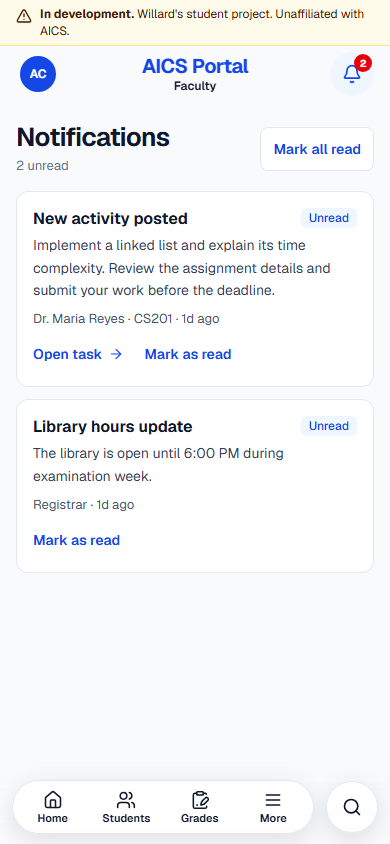 In development. Willard's student project. Unaffiliated with
AICS.
AC
AICS Portal
Faculty
2
Notifications
2 unread
Mark all read
New activity posted
Unread
Implement a linked list and explain its time
complexity. Review the assignment details and
submit your work before the deadline.
Dr. Maria Reyes · CS201 · 1d ago
Open task → Mark as read
Library hours update
Unread
The library is open until 6:00 PM during
examination week.
Registrar · 1d ago
Mark as read
Home Students Grades More